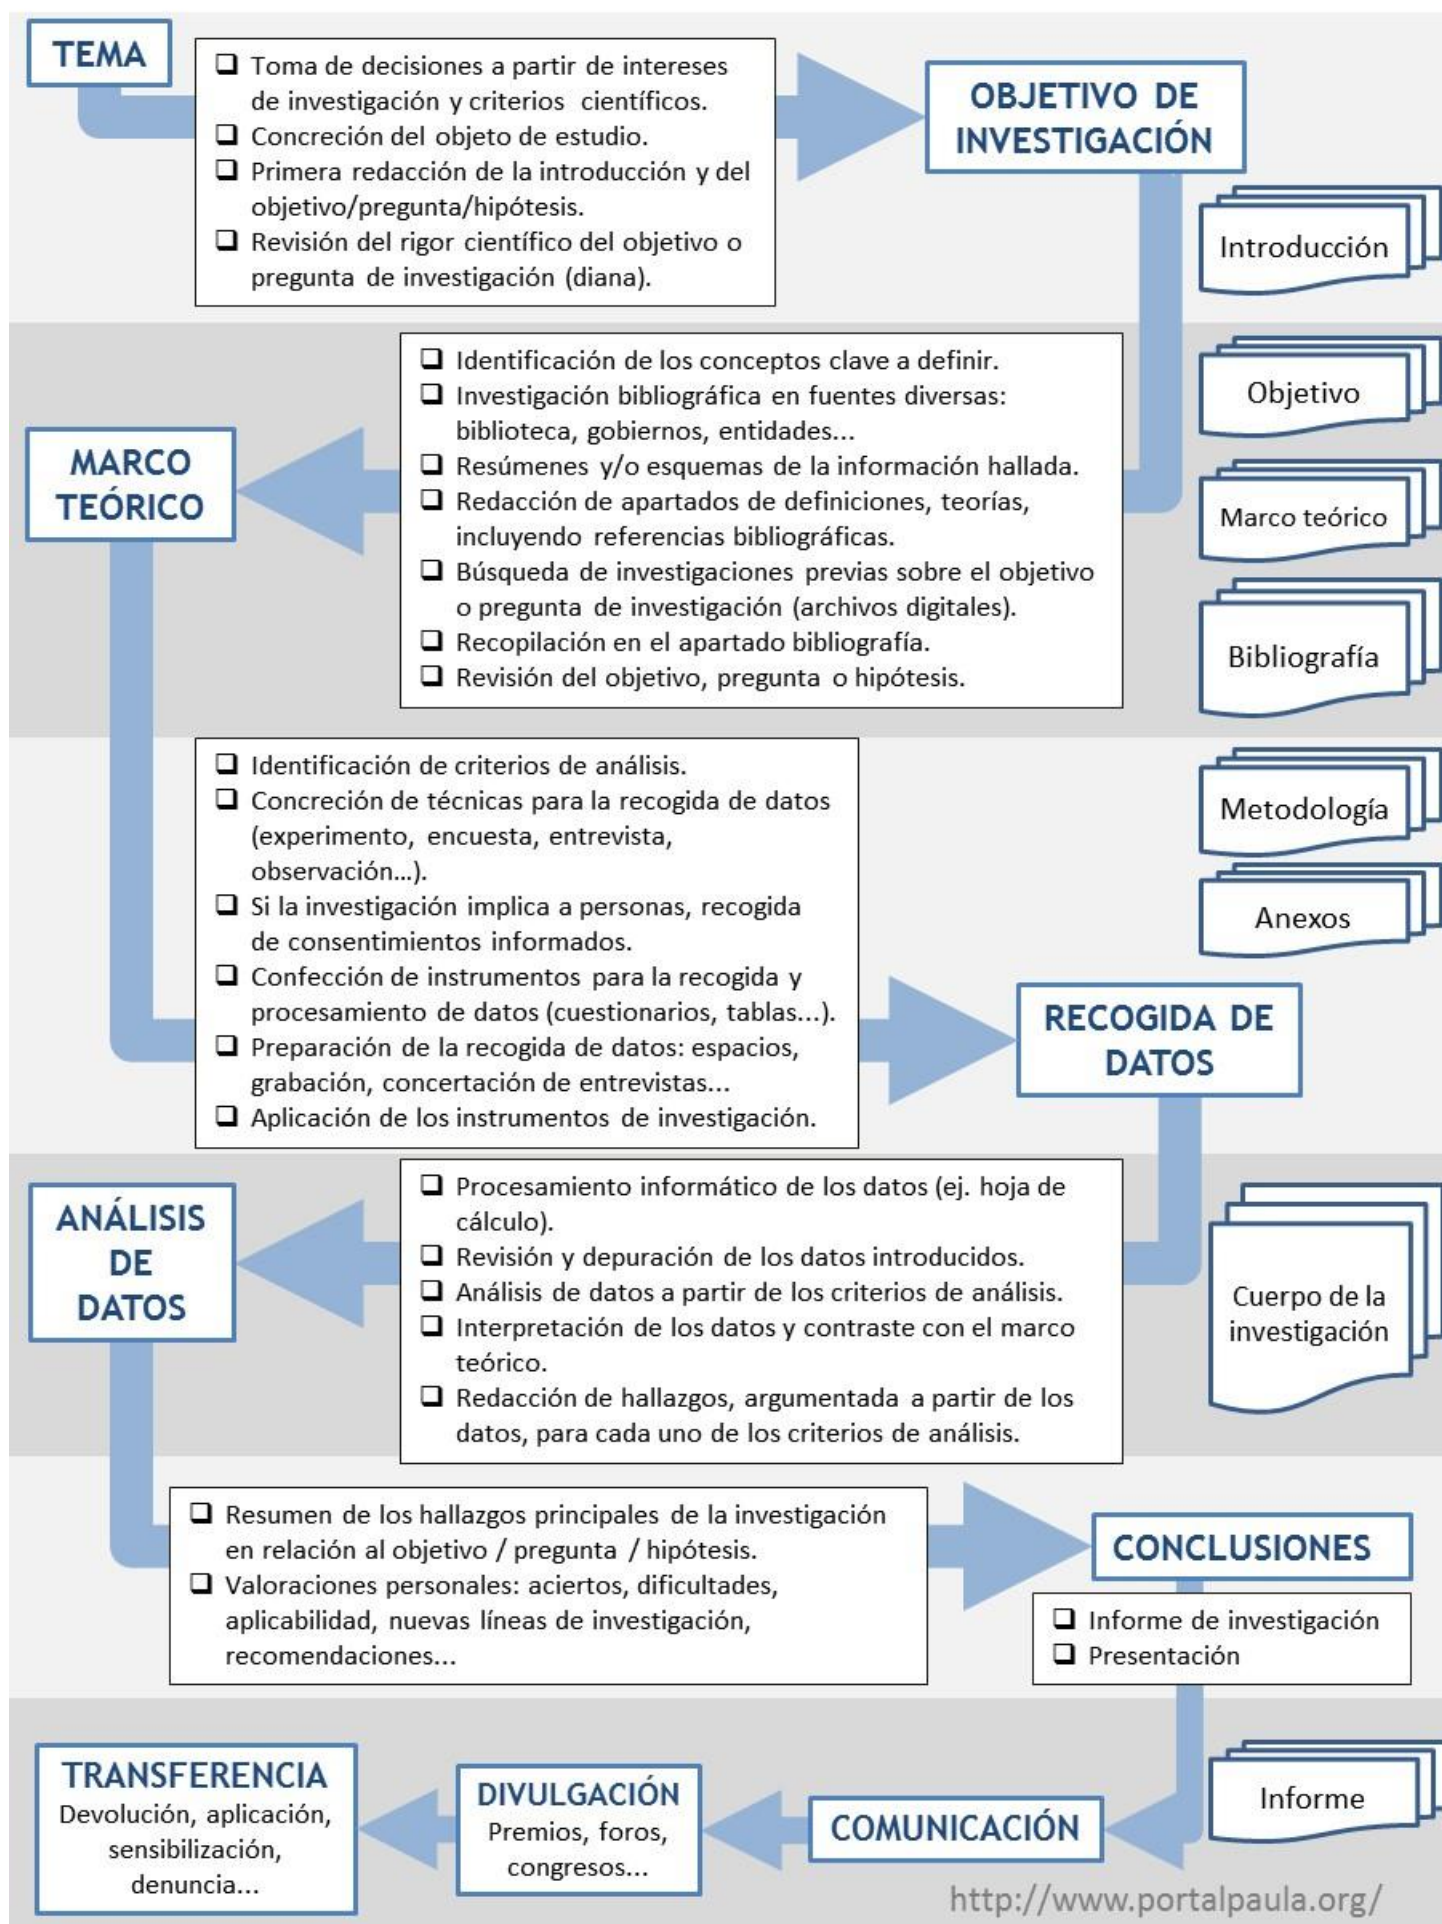 TEMA
❑ Toma de decisiones a partir de intereses
de investigación y criterios científicos.
❑ Concreción del objeto de estudio.
❑ Primera redacción de la introducción y del
objetivo/pregunta/hipótesis.
❑ Revisión del rigor científico del objetivo o
pregunta de investigación (diana).
OBJETIVO DE
INVESTIGACIÓN
Introducción
❑ Identificación de los conceptos clave a definir.
❑ Investigación bibliográfica en fuentes diversas:
biblioteca, gobiernos, entidades...
❑ Resúmenes y/o esquemas de la información hallada.
❑ Redacción de apartados de definiciones, teorías,
incluyendo referencias bibliográficas.
❑ Búsqueda de investigaciones previas sobre el objetivo
o pregunta de investigación (archivos digitales).
❑ Recopilación en el apartado bibliografía.
❑ Revisión del objetivo, pregunta o hipótesis.
MARCO
TEÓRICO
Objetivo
Marco teórico
Bibliografía
❑ Identificación de criterios de análisis.
❑ Concreción de técnicas para la recogida de datos
(experimento, encuesta, entrevista,
observación...).
❑ Si la investigación implica a personas, recogida
de consentimientos informados.
❑ Confección de instrumentos para la recogida y
procesamiento de datos (cuestionarios, tablas...).
❑ Preparación de la recogida de datos: espacios,
grabación, concertación de entrevistas...
❑ Aplicación de los instrumentos de investigación.
Metodología
Anexos
RECOGIDA DE
DATOS
ANÁLISIS
DE
DATOS
❑ Procesamiento informático de los datos (ej. hoja de
cálculo).
❑ Revisión y depuración de los datos introducidos.
❑ Análisis de datos a partir de los criterios de análisis.
❑ Interpretación de los datos y contraste con el marco
teórico.
❑ Redacción de hallazgos, argumentada a partir de los
datos, para cada uno de los criterios de análisis.
Cuerpo de la
investigación
❑ Resumen de los hallazgos principales de la investigación
en relación al objetivo / pregunta / hipótesis.
❑ Valoraciones personales: aciertos, dificultades,
aplicabilidad, nuevas líneas de investigación,
recomendaciones...
CONCLUSIONES
❑ Informe de investigación
❑ Presentación
Informe
COMUNICACIÓN
DIVULGACIÓN
Premios, foros,
congresos...
TRANSFERENCIA
Devolución, aplicación,
sensibilización,
denuncia...
http://www.portalpaula.org/